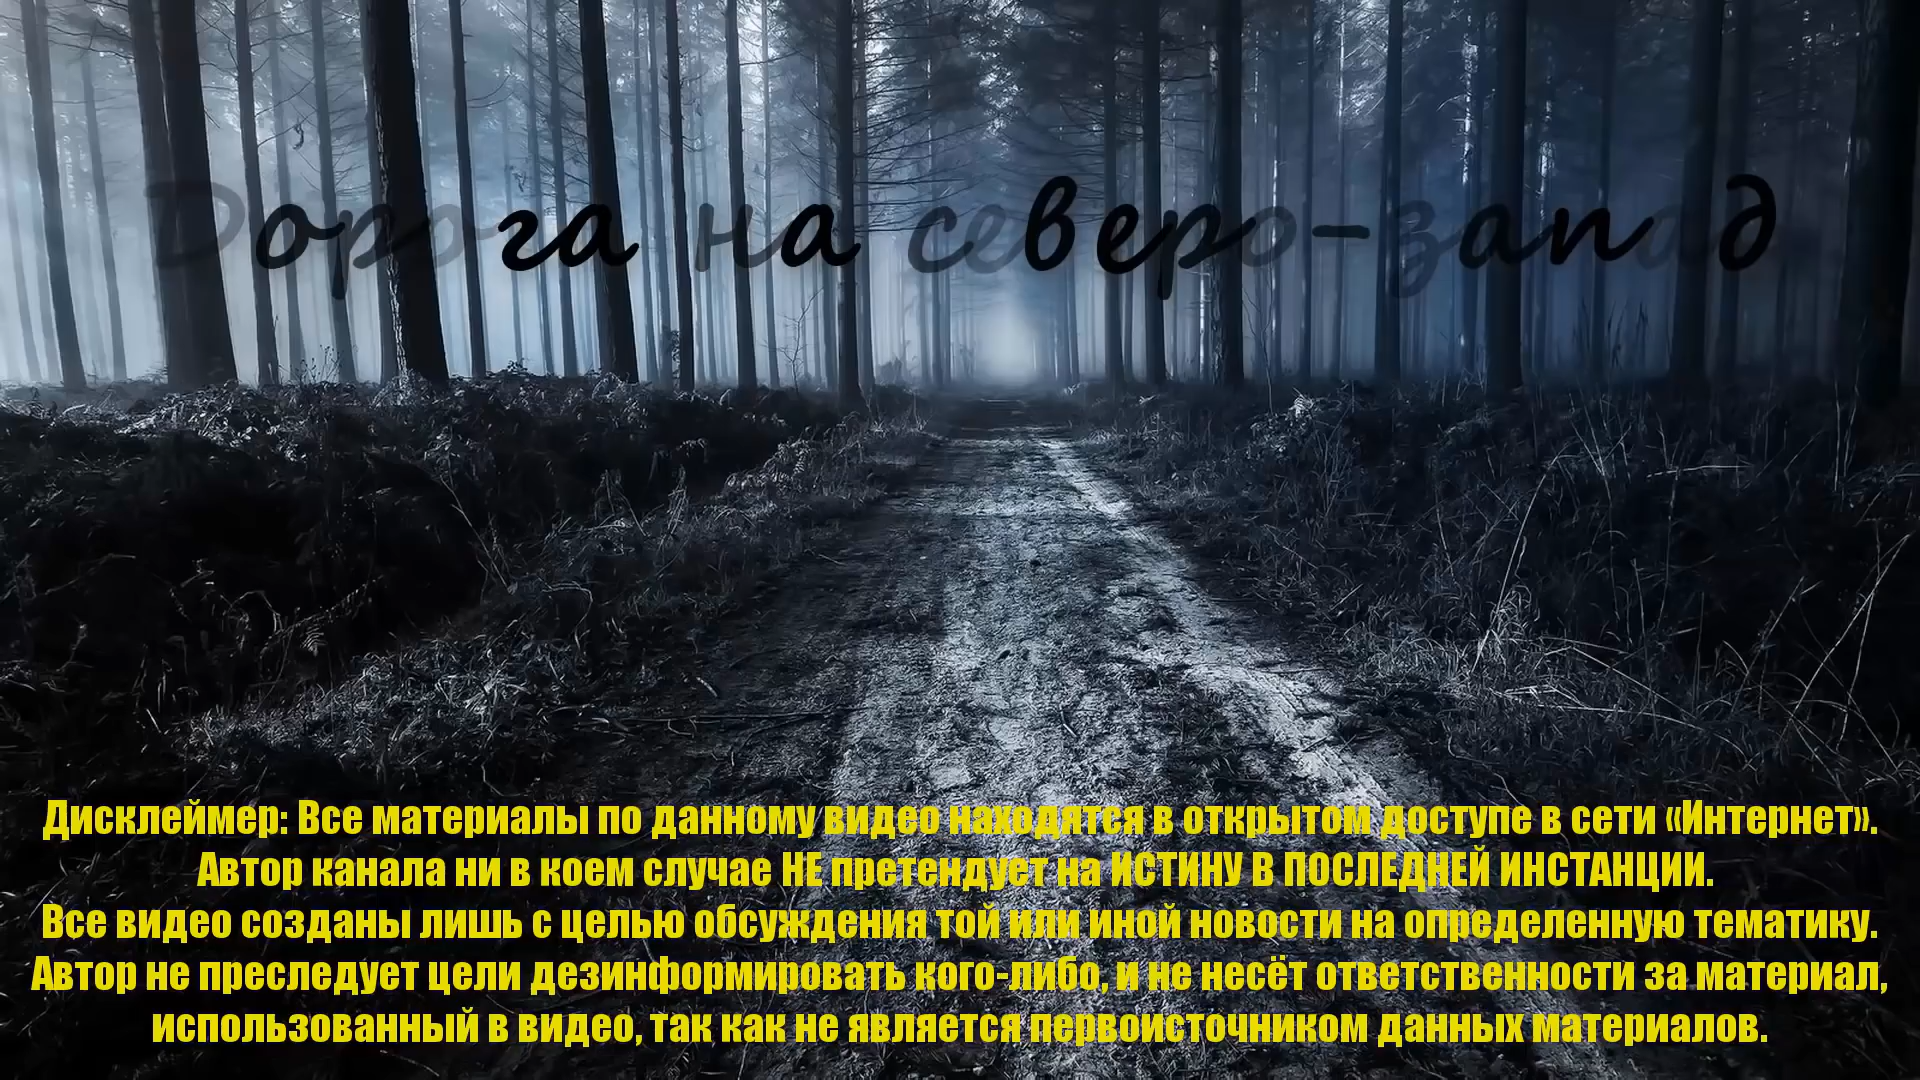 Дорога на северо-запад
Дисклеймер: Все материалы по данному видео находятся в открытом доступе в сети «Интернет».
Автор канала ни в коем случае НЕ претендует на ИСТИНУ В ПОСЛЕДНЕЙ ИНСТАНЦИИ.
Все видео созданы лишь с целью обсуждения той или иной новости на определенную тематику.
Автор не преследует цели дезинформировать кого-либо, и не несёт ответственности за материал,
использованный в видео, так как не является первоисточником данных материалов.